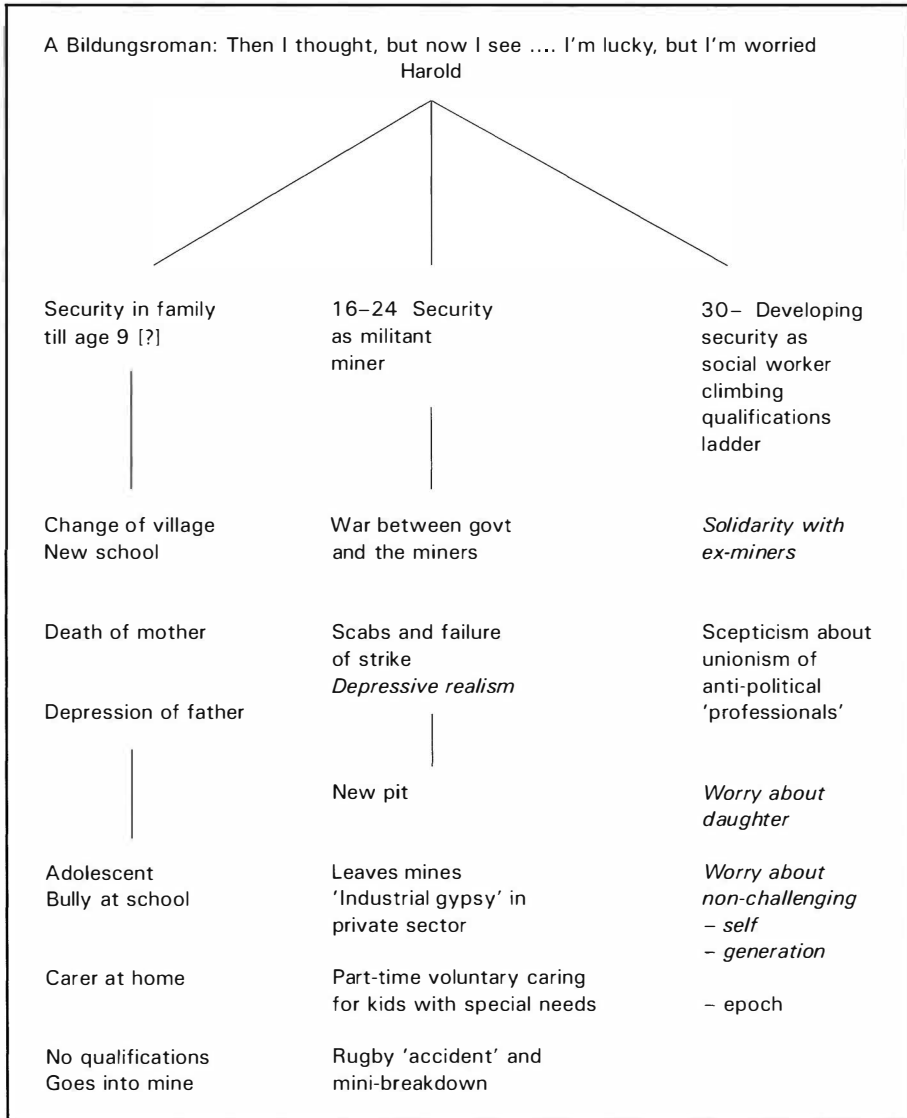 A Bildungsroman: Then I thought, but now I see .... I'm lucky, but I'm worried
Harold
Security in family
till age 9 [?]
Change of village
New school
Death of mother
Depression of father
Adolescent
Bully at school
Carer at home
No qualifications
Goes into mine
16–24 Security
as militant
miner
War between govt
and the miners
Scabs and failure
of strike
Depressive realism
New pit
Leaves mines
'Industrial gypsy' in
private sector
Part-time voluntary caring
for kids with special needs
Rugby 'accident' and
mini-breakdown
30– Developing
security as
social worker
climbing
qualifications
ladder
Solidarity with
ex-miners
Scepticism about
unionism of
anti-political
'professionals'
Worry about
daughter
Worry about
non-challenging
– self
– generation
– epoch